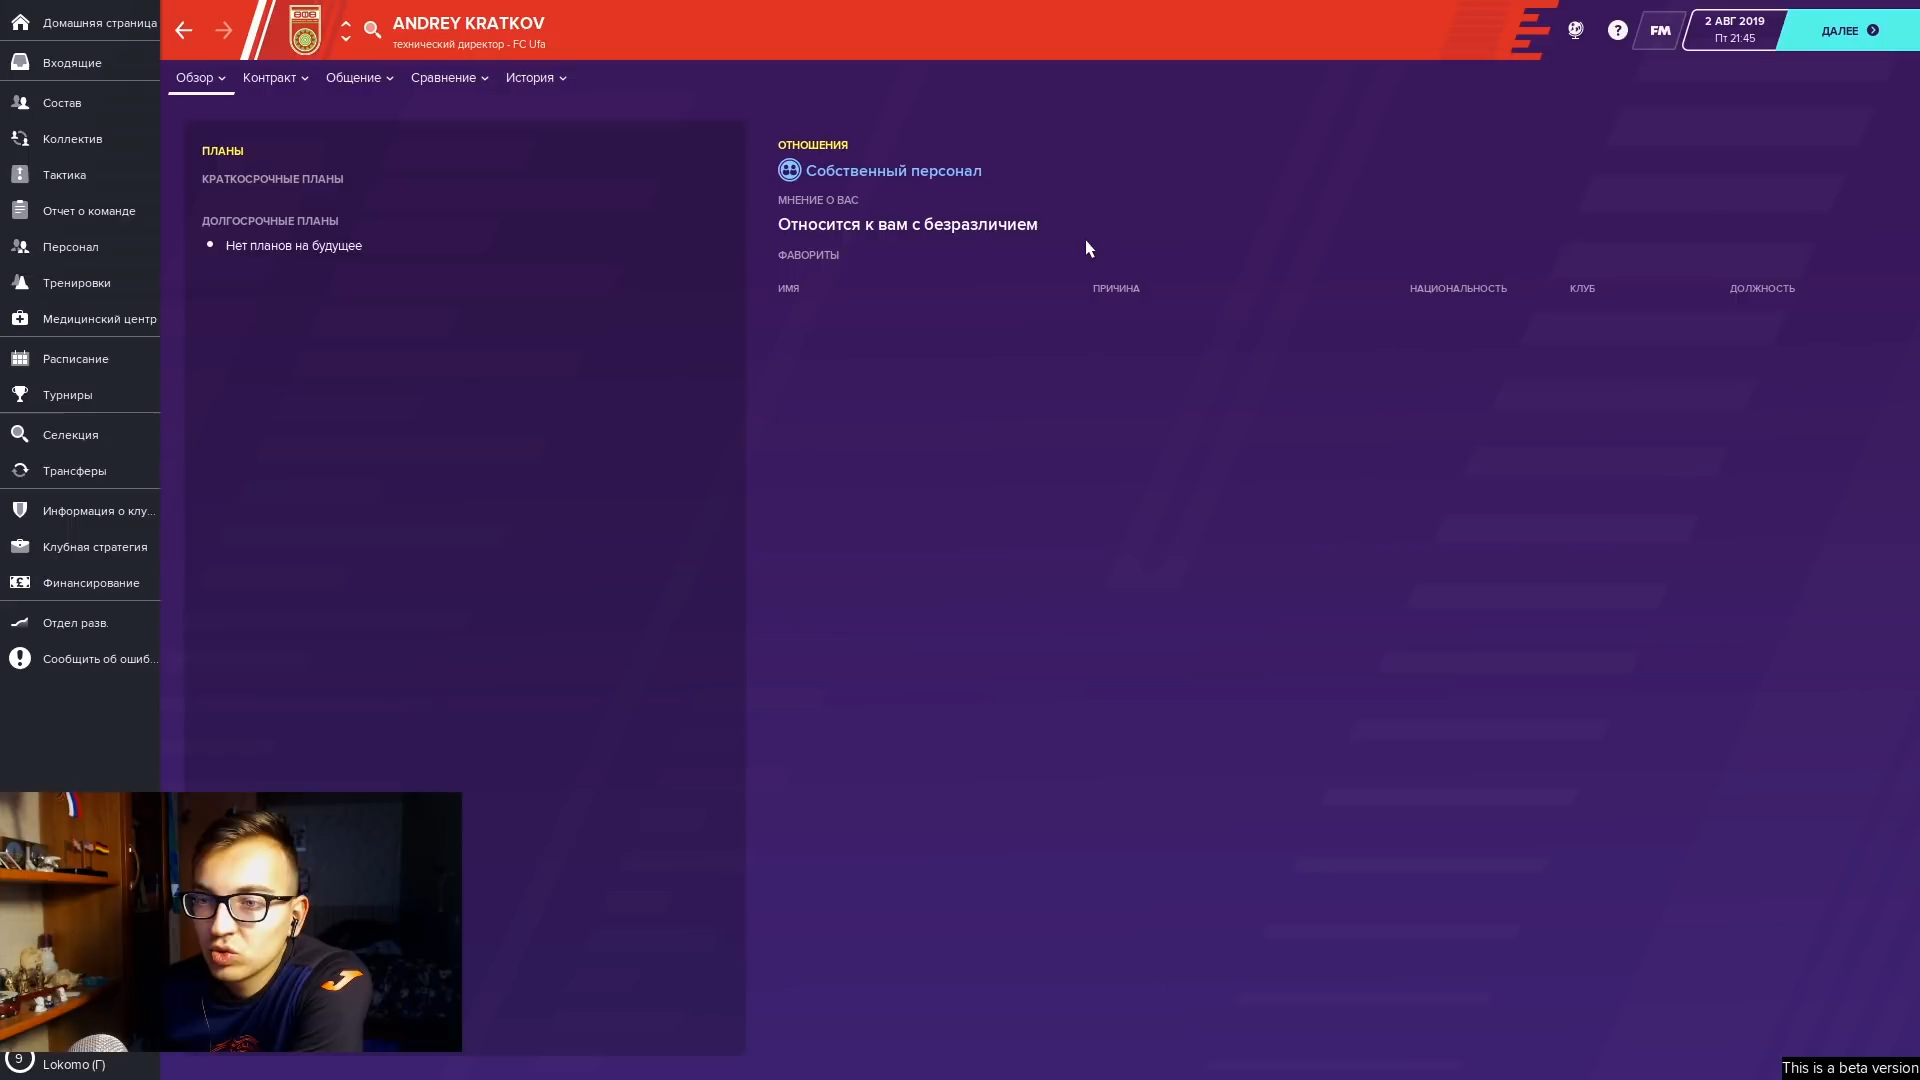 Домашняя страница
Входящие
Состав
Коллектив
Тактика
Отчет о команде
Персонал
Тренировки
Медицинский центр
Расписание
Турниры
Селекция
Трансферы
Информация о клу...
Клубная стратегия
Финансирование
Отдел разв.
Сообщить об ошиб...
9
Lokomo (Г)
ANDREY KRATKOV
технический директор - FC Ufa
FM
2 АВГ 2019
Пт 21:45
ДАЛЕЕ
Обзор
Контракт
Общение
Сравнение
История
ПЛАНЫ
КРАТКОСРОЧНЫЕ ПЛАНЫ
ДОЛГОСРОЧНЫЕ ПЛАНЫ
• Нет планов на будущее
ОТНОШЕНИЯ
Собственный персонал
МНЕНИЕ О ВАС
Относится к вам с безразличием
ФАВОРИТЫ
ИМЯ ПРИЧИНА НАЦИОНАЛЬНОСТЬ КЛУБ ДОЛЖНОСТЬ
This is a beta version